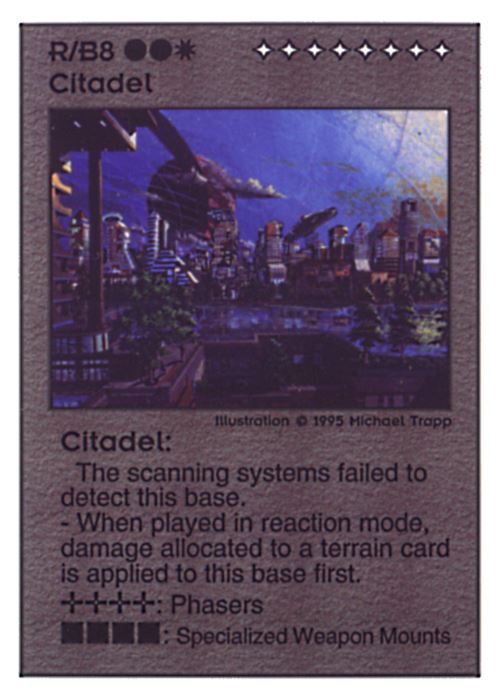 R/B8
Citadel
Illustration © 1995 Michael Trapp
Citadel:
The scanning systems failed to
detect this base.
- When played in reaction mode,
damage allocated to a terrain card
is applied to this base first.
: Phasers
: Specialized Weapon Mounts